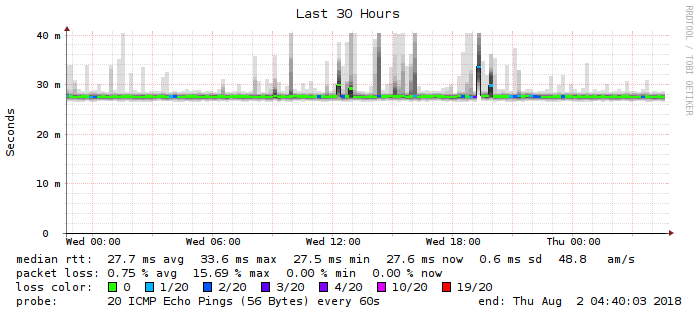 Last 30 Hours
RRDTOOL / TOBI OETIKER
Seconds
40 m
30 m
20 m
10 m
0
Wed 00:00 Wed 06:00 Wed 12:00 Wed 18:00 Thu 00:00
median rtt: 27.7 ms avg 33.6 ms max 27.5 ms min 27.6 ms now 0.6 ms sd 48.8 am/s
packet loss: 0.75 % avg 15.69 % max 0.00 % min 0.00 % now
loss color: 0 1/20 2/20 3/20 4/20 10/20 19/20
probe: 20 ICMP Echo Pings (56 Bytes) every 60s end: Thu Aug 2 04:40:03 2018